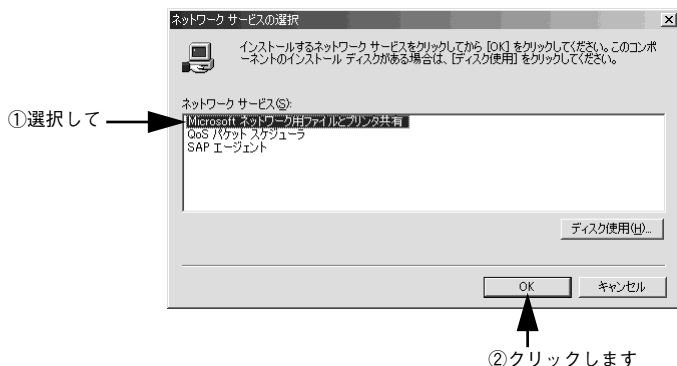 ネットワーク サービスの選択
インストールするネットワーク サービスをクリックしてから [OK] をクリックしてください。このコンポ
ーネントのインストール ディスクがある場合は、[ディスク使用] をクリックしてください。
ネットワーク サービス(S):
①選択して
Microsoft ネットワーク用ファイルとプリンタ共有
QoS パケット スケジューラ
SAP エージェント
ディスク使用(H)...
OK
キャンセル
②クリックします